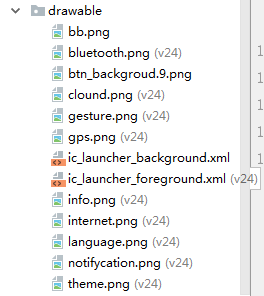 drawable
bb.png
bluetooth.png (v24)
btn_backgroud.9.png
clound.png (v24)
gesture.png (v24)
gps.png (v24)
ic_launcher_background.xml
ic_launcher_foreground.xml (v24)
info.png (v24)
internet.png (v24)
language.png (v24)
notifycation.png (v24)
theme.png (v24)